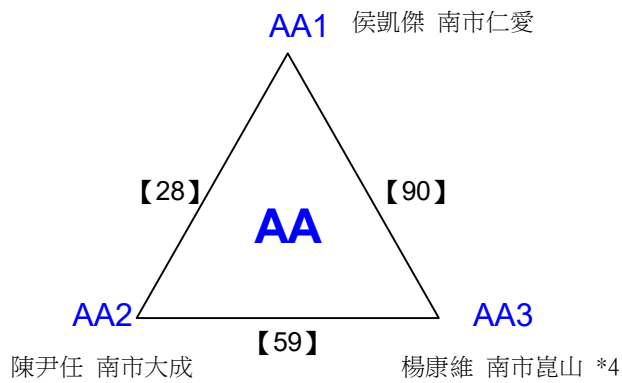 AA1 侯凱傑 南市仁愛
【28】 【90】
AA
AA2 AA3
【59】
陳尹任 南市大成 楊康維 南市崑山 *4